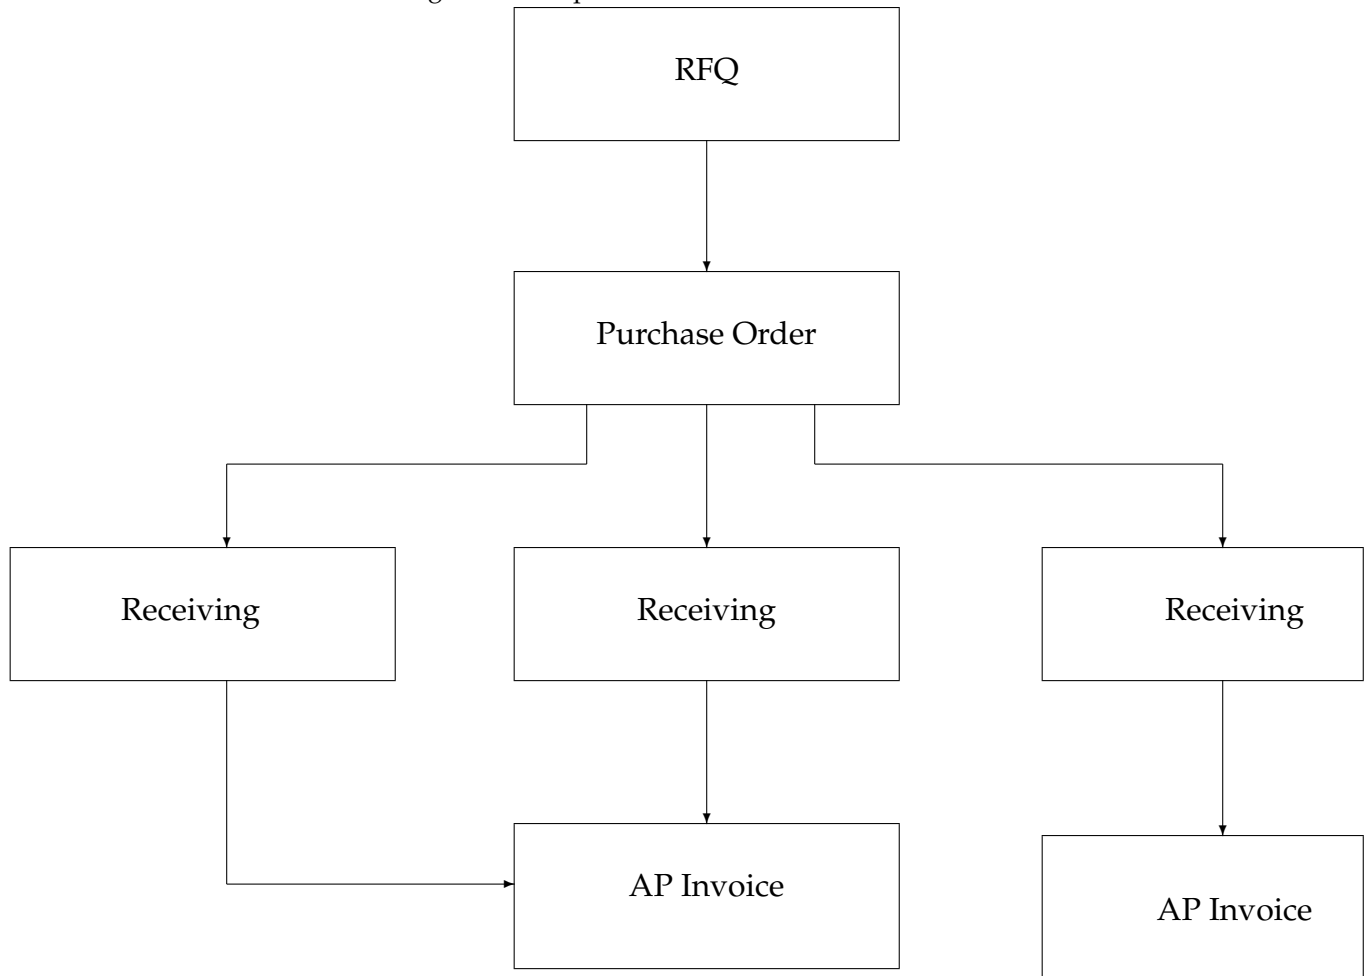 RFQ
Purchase Order
Receiving
Receiving
Receiving
AP Invoice
AP Invoice